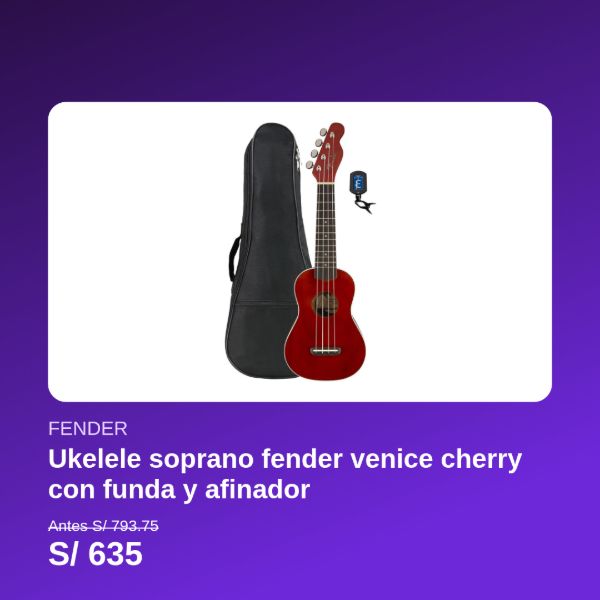 FENDER
Ukelele soprano fender venice cherry
con funda y afinador
Antes S/ 793.75
S/ 635